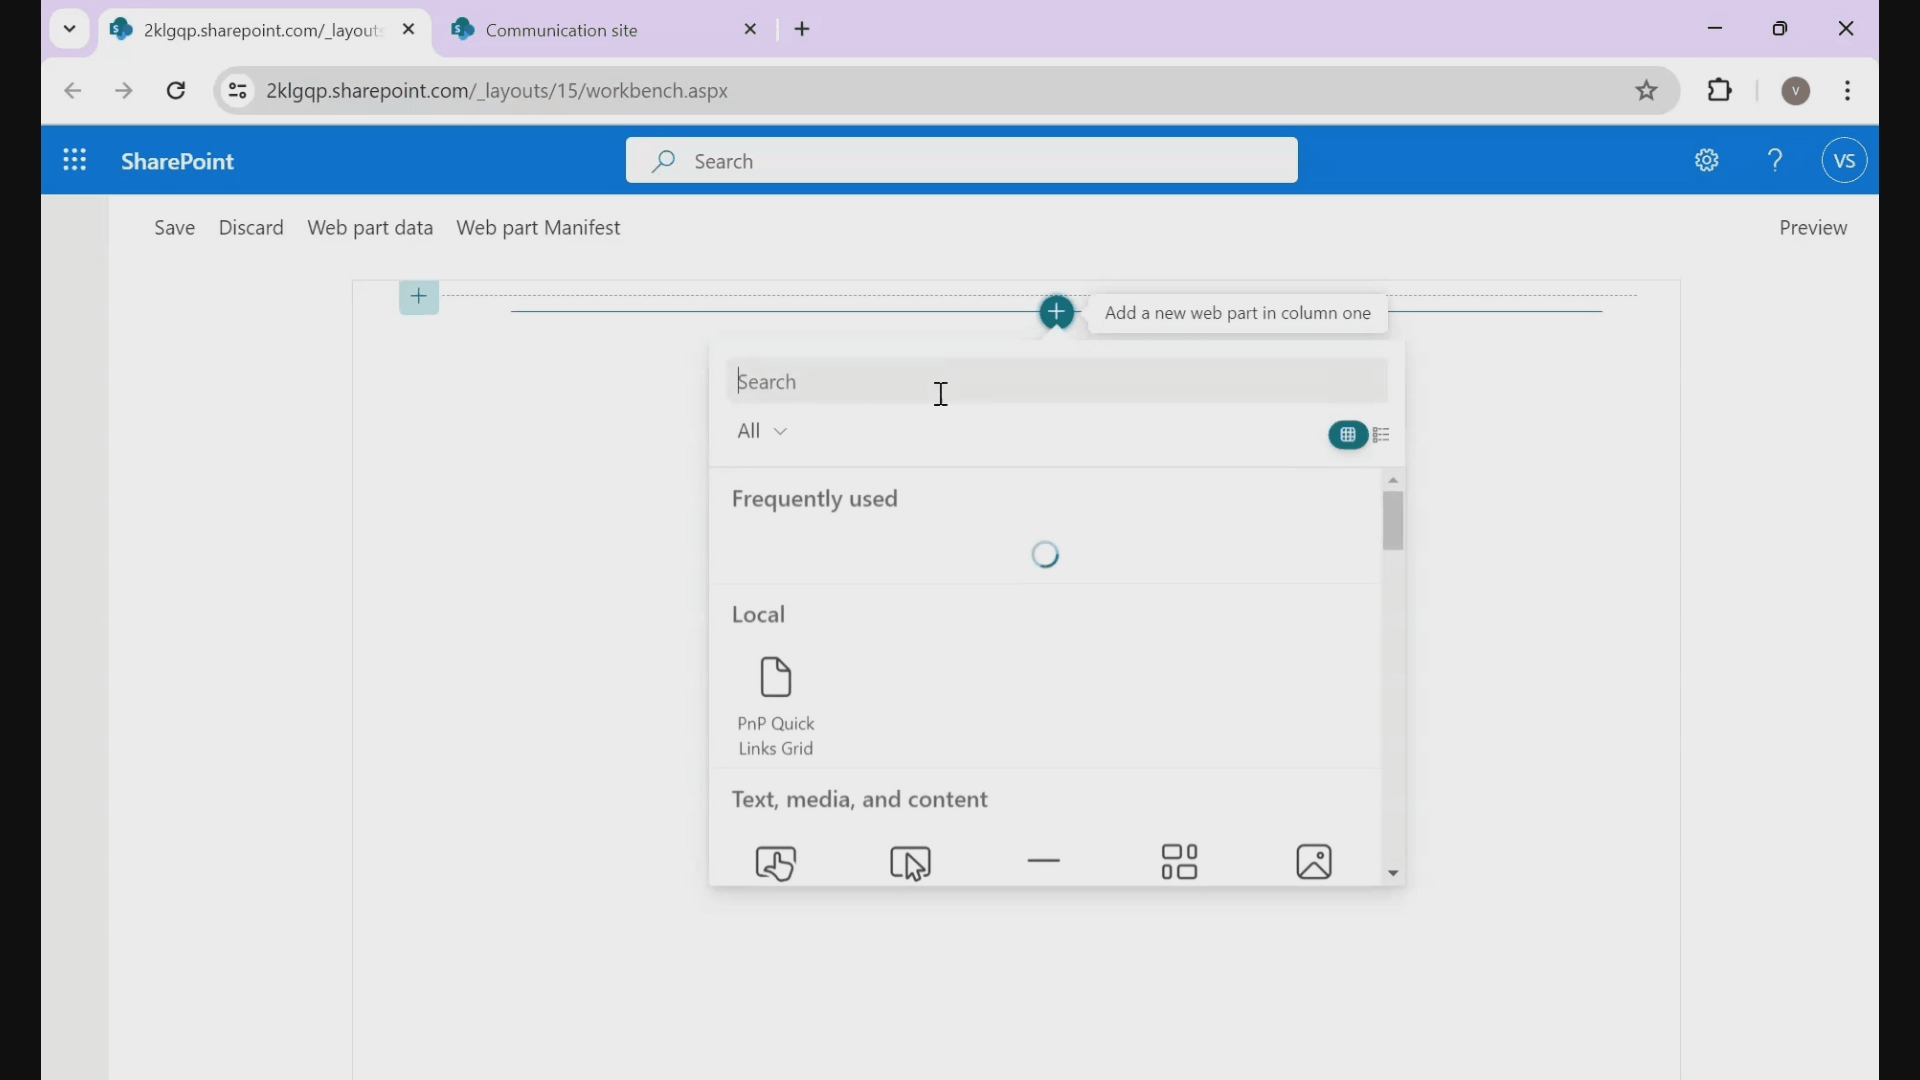 2klgqp.sharepoint.com/_layouts
Communication site
2klgqp.sharepoint.com/_layouts/15/workbench.aspx
V
SharePoint
Search
VS
Save Discard Web part data Web part Manifest Preview
Add a new web part in column one
Search
All
Frequently used
Local
PnP Quick
Links Grid
Text, media, and content